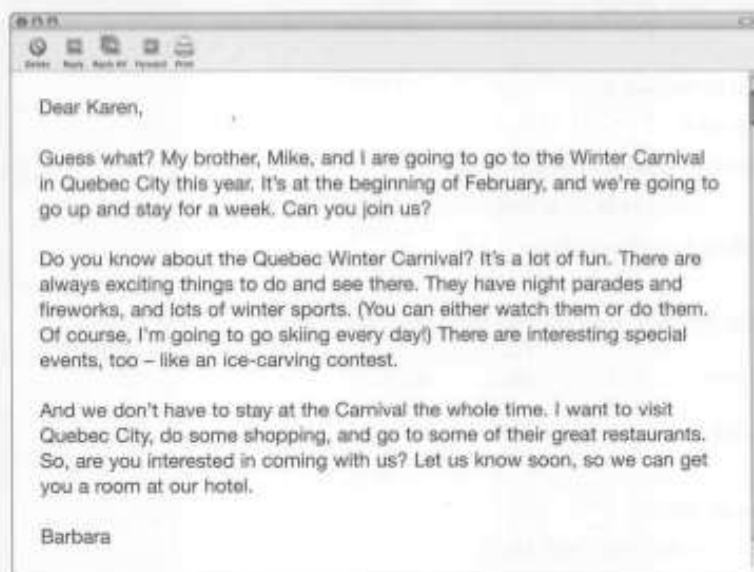 Delete Reply Reply All Forward Print
Dear Karen,
Guess what? My brother, Mike, and I are going to go to the Winter Carnival
in Quebec City this year. It's at the beginning of February, and we're going to
go up and stay for a week. Can you join us?
Do you know about the Quebec Winter Carnival? It's a lot of fun. There are
always exciting things to do and see there. They have night parades and
fireworks, and lots of winter sports. (You can either watch them or do them.
Of course, I'm going to go skiing every day!) There are interesting special
events, too – like an ice-carving contest.
And we don't have to stay at the Carnival the whole time. I want to visit
Quebec City, do some shopping, and go to some of their great restaurants.
So, are you interested in coming with us? Let us know soon, so we can get
you a room at our hotel.
Barbara